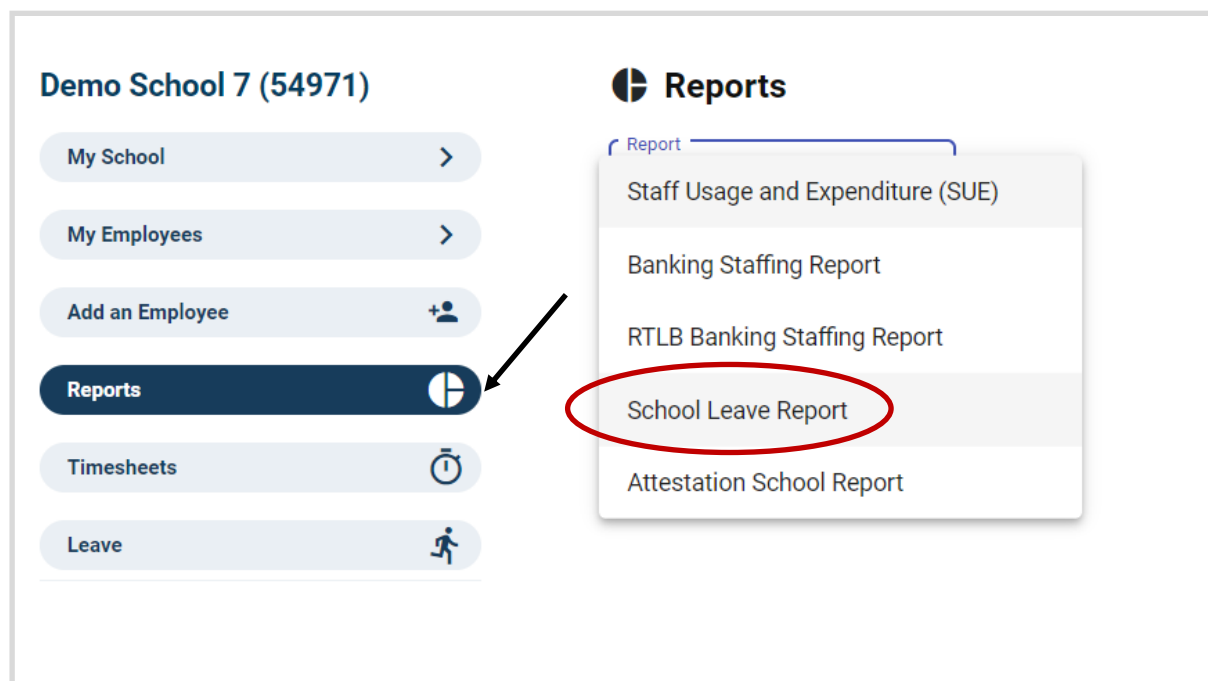 Demo School 7 (54971)
My School
My Employees
Add an Employee
Reports
Timesheets
Leave
Reports
Report
Staff Usage and Expenditure (SUE)
Banking Staffing Report
RTLB Banking Staffing Report
School Leave Report
Attestation School Report